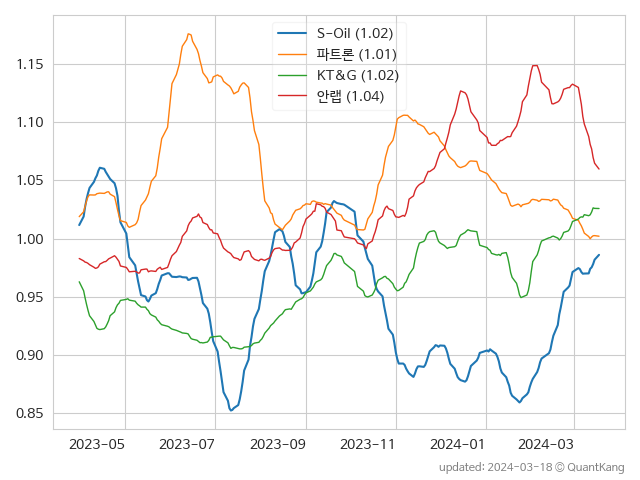 S-Oil (1.02)
파트론 (1.01)
KT&G (1.02)
안랩 (1.04)
1.15
1.10
1.05
1.00
0.95
0.90
0.85
2023-05 2023-07 2023-09 2023-11 2024-01 2024-03
updated: 2024-03-18 © QuantKang